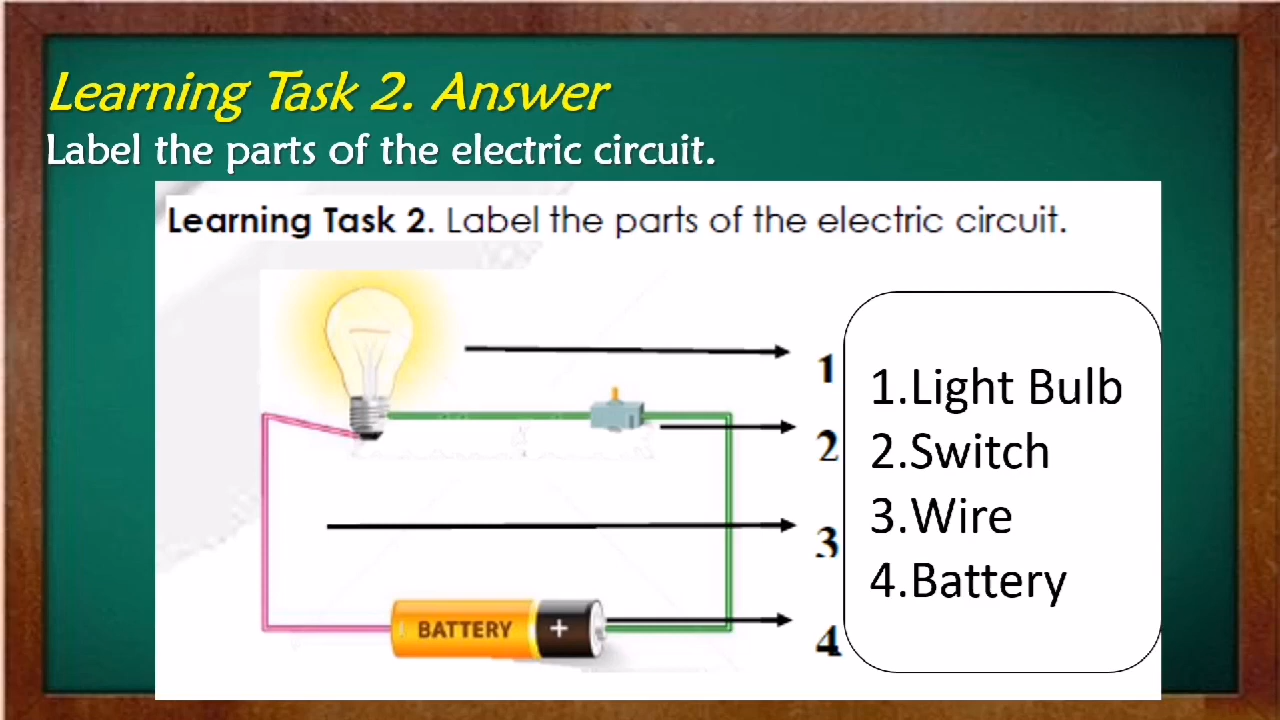 Learning Task 2. Answer
Label the parts of the electric circuit.
Learning Task 2. Label the parts of the electric circuit.
1
2
3
4
BATTERY +
1.Light Bulb
2.Switch
3.Wire
4.Battery